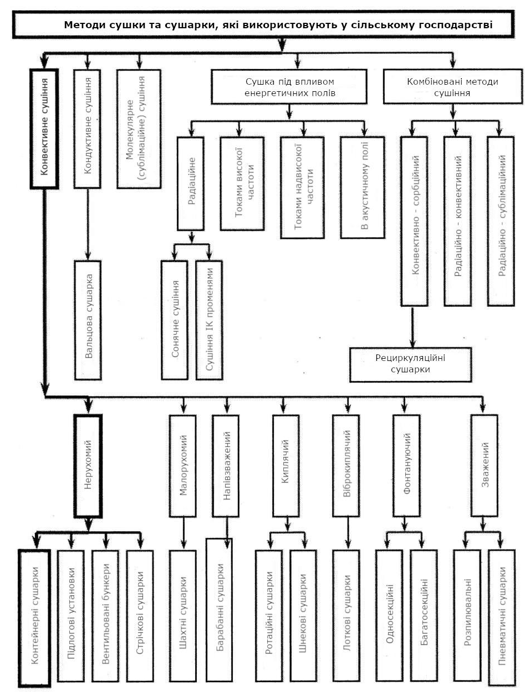 Методи сушки та сушарки, які використовують у сільському господарстві
Конвективне сушіння
Кондуктивне сушіння
Молекулярне
(сублімаційне) сушіння
Сушка під впливом
енергетичних полів
Комбіновані методи
сушіння
Радіаційне
Токами високої
частоти
Токами надвисокої
частоти
В акустичному полі
Конвективно - сорбційний
Радіаційно - конвективний
Радіаційно - сублімаційний
Вальцова сушарка
Сонячне сушіння
Сушіння ІК променями
Рециркуляційні
сушарки
Нерухомий
Малорухомий
Напівзважений
Киплячий
Віброкиплячий
Фонтануючий
Зважений
Контейнерні сушарки
Підлогові установки
Вентильовані бункери
Стрічкові сушарки
Шахтні сушарки
Барабанні сушарки
Ротаційні сушарки
Шнекові сушарки
Лоткові сушарки
Односекційні
Багатосекційні
Розпилювальні
Пневматичні сушарки